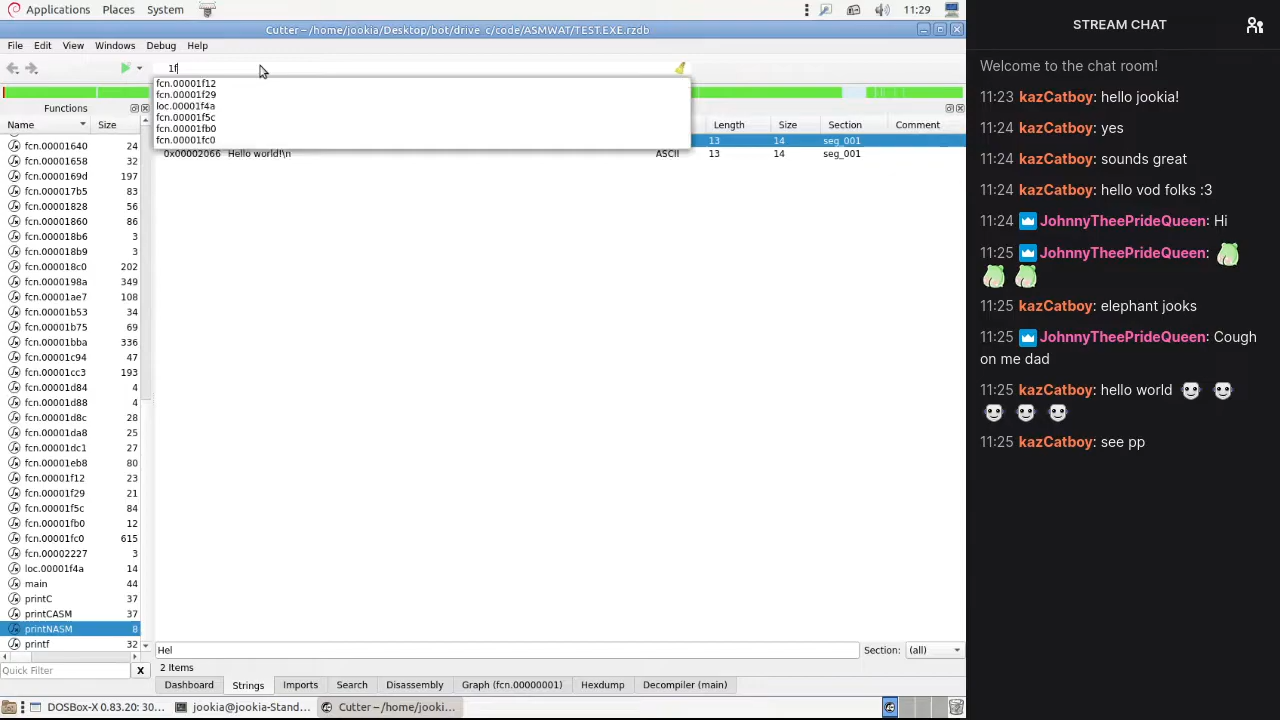 Applications Places System 11:29
Cutter – /home/jookia/Desktop/bot/drive_c/code/ASMWAT/TEST.EXE.rzdb
File Edit View Windows Debug Help
1f
fcn.00001f12
fcn.00001f29
loc.00001f4a
fcn.00001f5c
fcn.00001fb0
fcn.00001fc0
Functions
Name Size
fcn.00001640 24
fcn.00001658 32
fcn.0000169d 197
fcn.000017b5 83
fcn.00001828 56
fcn.00001860 86
fcn.000018b6 3
fcn.000018b9 3
fcn.000018c0 202
fcn.0000198a 349
fcn.00001ae7 108
fcn.00001b53 34
fcn.00001b75 69
fcn.00001bba 336
fcn.00001c94 47
fcn.00001cc3 193
fcn.00001d84 4
fcn.00001d88 4
fcn.00001d8c 28
fcn.00001da8 25
fcn.00001dc1 27
fcn.00001eb8 80
fcn.00001f12 23
fcn.00001f29 21
fcn.00001f5c 84
fcn.00001fb0 12
fcn.00001fc0 615
fcn.00002227 3
loc.00001f4a 14
main 44
printC 37
printCASM 37
printNASM 8
printf 32
Quick Filter X
Length Size Section Comment
13 14 seg_001
0x00002066 Hello world!\n ASCII 13 14 seg_001
Hel Section: (all)
2 Items
Dashboard Strings Imports Search Disassembly Graph (fcn.00000001) Hexdump Decompiler (main)
DOSBox-X 0.83.20: 30... jookia@jookia-Stand... Cutter – /home/jooki...
STREAM CHAT
Welcome to the chat room!
11:23 kazCatboy: hello jookia!
11:24 kazCatboy: yes
11:24 kazCatboy: sounds great
11:24 kazCatboy: hello vod folks :3
11:24 JohnnyTheePrideQueen: Hi
11:25 JohnnyTheePrideQueen:
11:25 kazCatboy: elephant jooks
11:25 JohnnyTheePrideQueen: Cough
on me dad
11:25 kazCatboy: hello world
11:25 kazCatboy: see pp